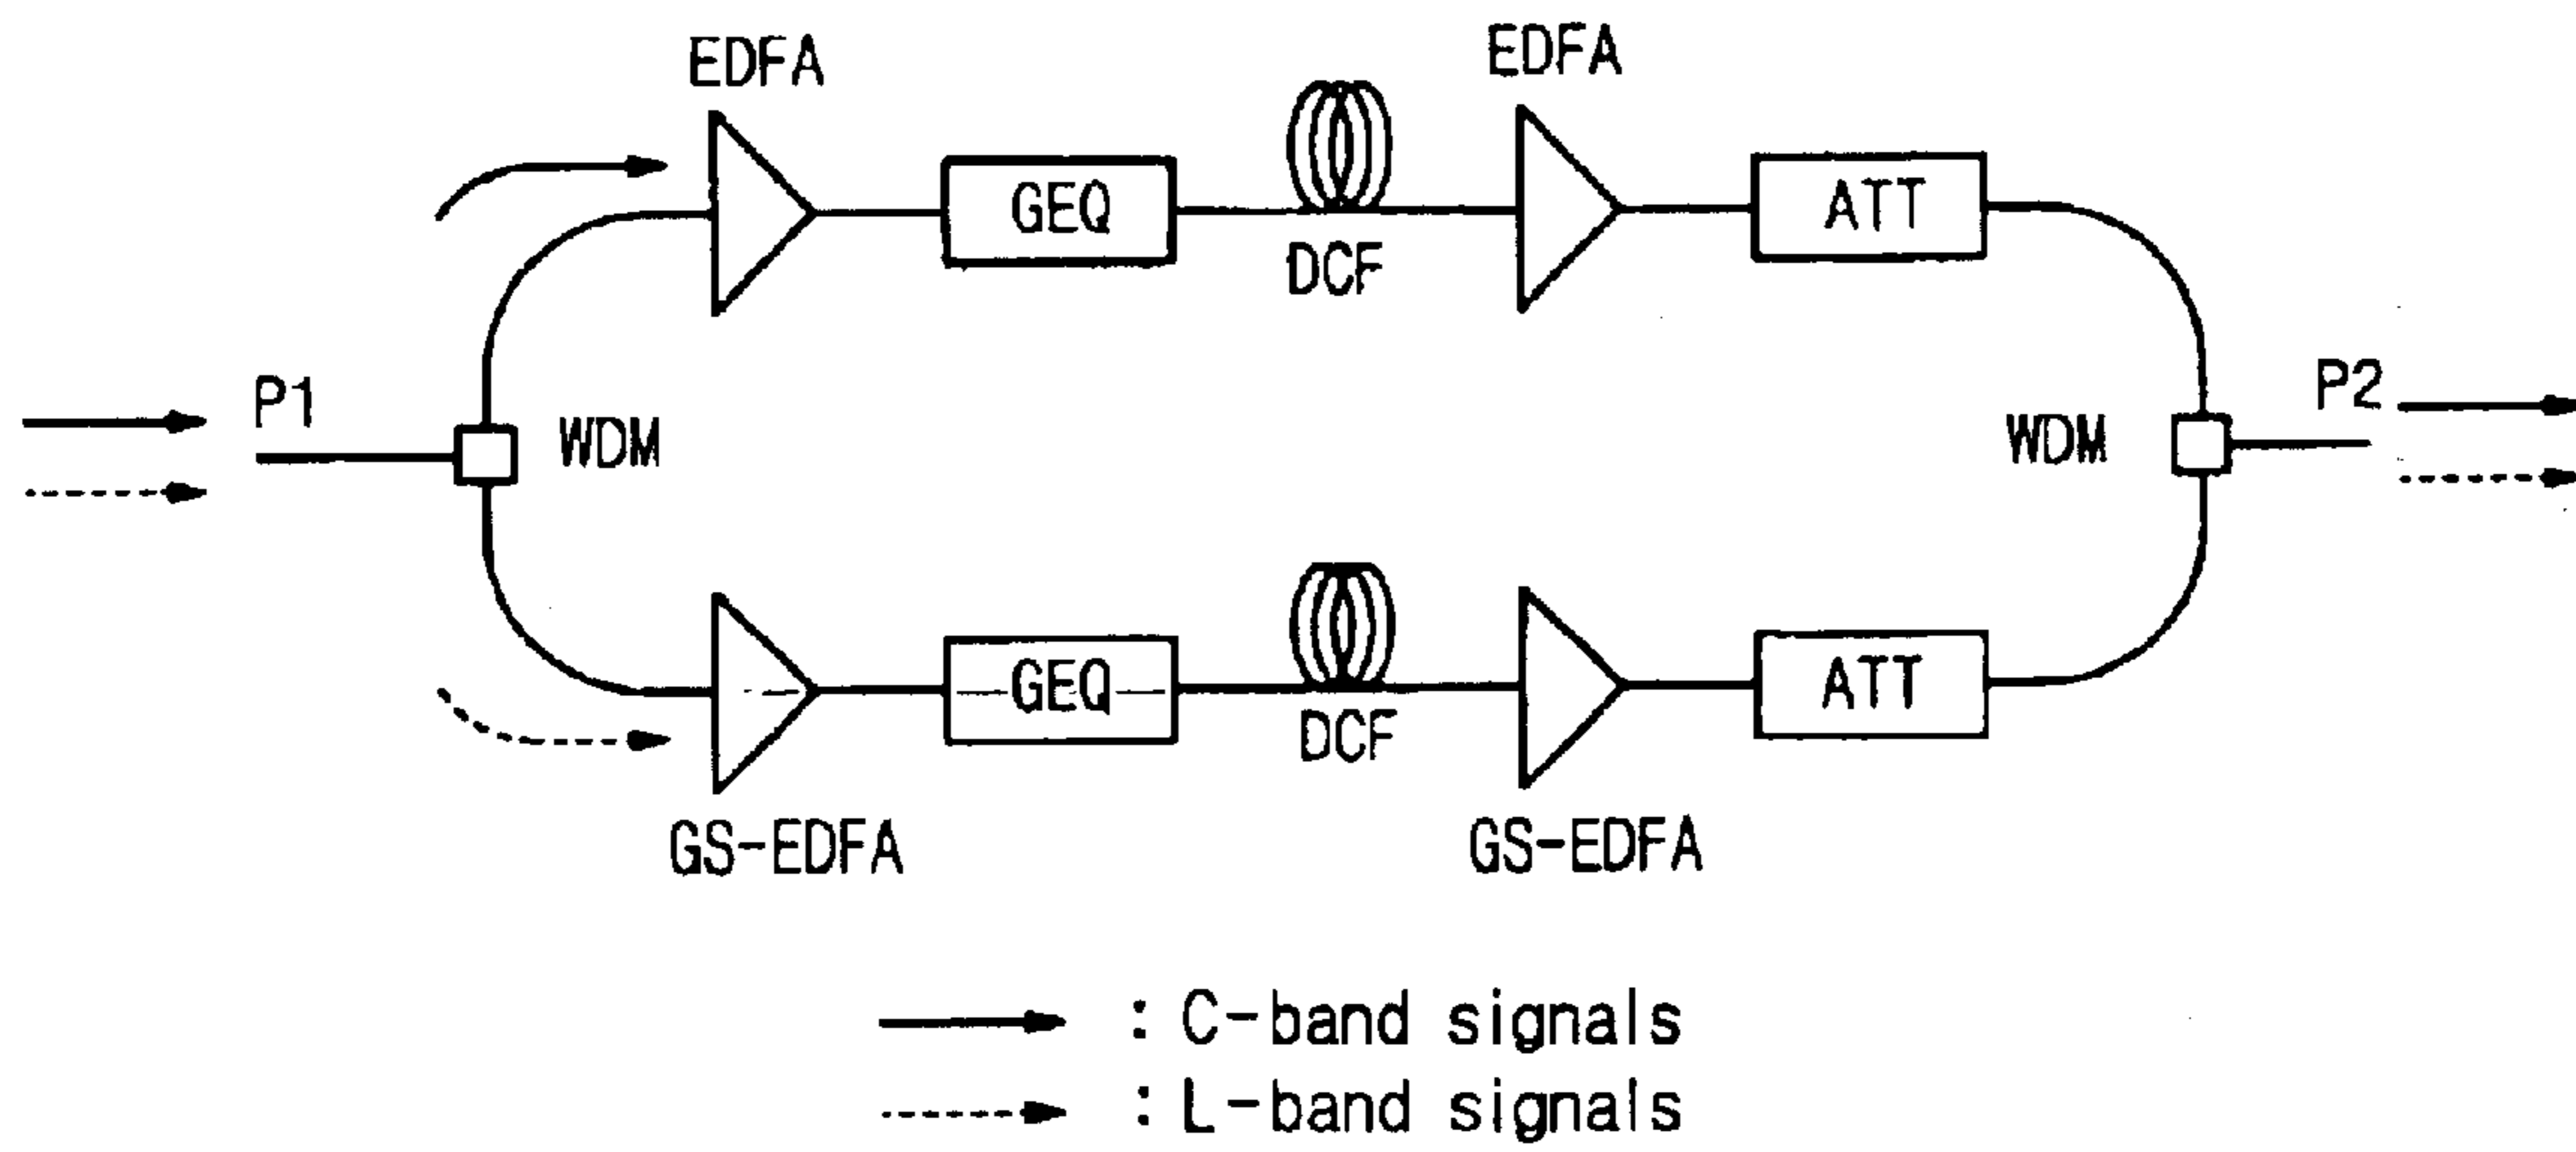 EDFA
EDFA
GEQ
DCF
ATT
P1
WDM
WDM
P2
GEQ
DCF
ATT
GS-EDFA
GS-EDFA
: C-band signals
: L-band signals